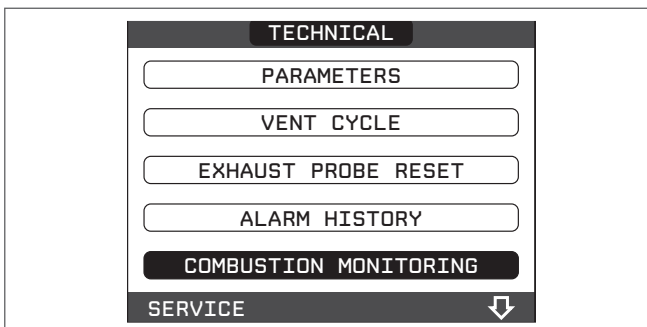 TECHNICAL
PARAMETERS
VENT CYCLE
EXHAUST PROBE RESET
ALARM HISTORY
COMBUSTION MONITORING
SERVICE